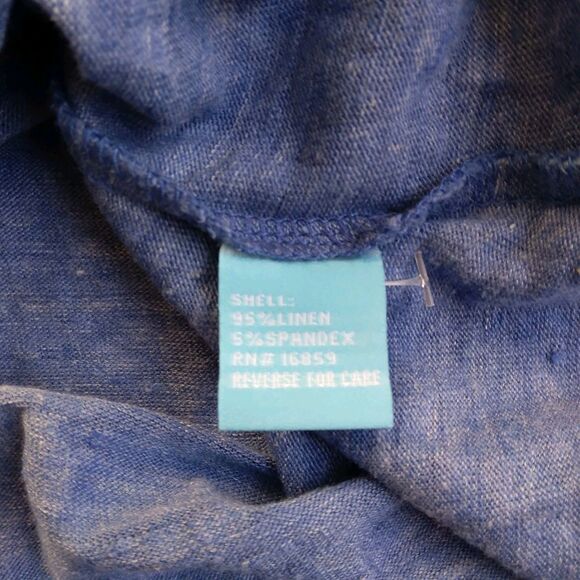 SHELL:
95%LINEN
5%SPANDEX
RN# 16859
REVERSE FOR CARE